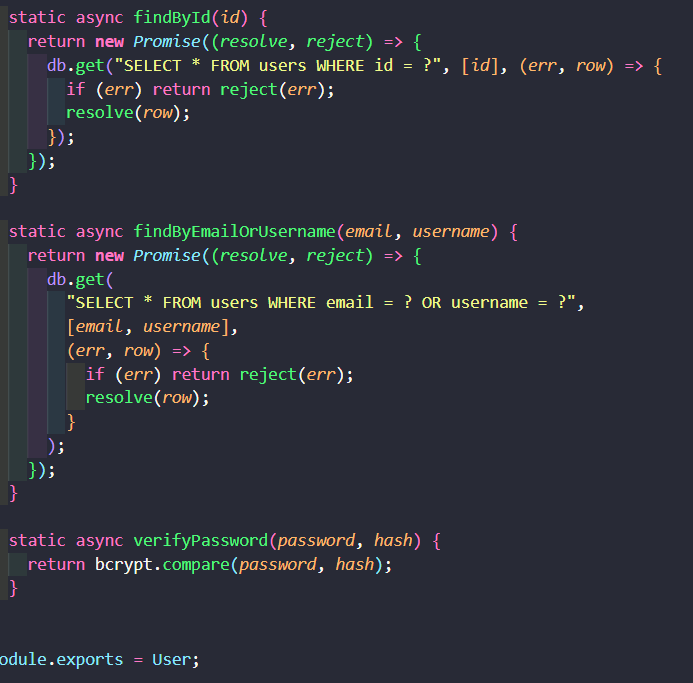 static async findById(id) {
return new Promise((resolve, reject) => {
db.get("SELECT * FROM users WHERE id = ?", [id], (err, row) => {
if (err) return reject(err);
resolve(row);
});
});
}
static async findByEmailOrUsername(email, username) {
return new Promise((resolve, reject) => {
db.get(
"SELECT * FROM users WHERE email = ? OR username = ?",
[email, username],
(err, row) => {
if (err) return reject(err);
resolve(row);
}
);
});
}
static async verifyPassword(password, hash) {
return bcrypt.compare(password, hash);
}
odule.exports = User;